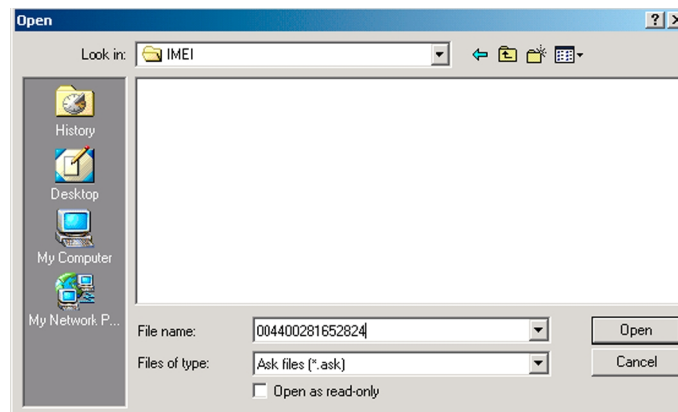 Open
Look in:
IMEI
History
Desktop
My Computer
My Network P...
File name:
004400281652824
Open
Files of type:
Ask files (*.ask)
Cancel
Open as read-only